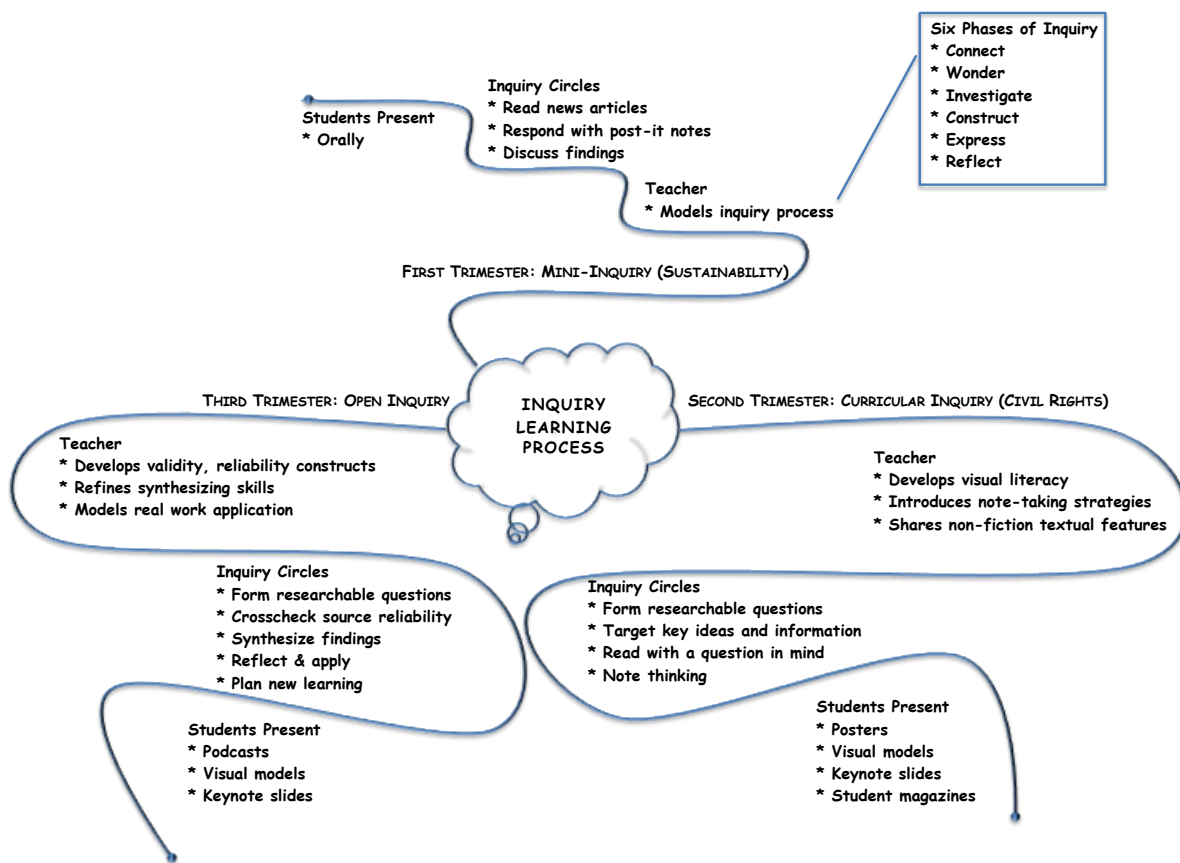 Six Phases of Inquiry
* Connect
* Wonder
* Investigate
* Construct
* Express
* Reflect
Inquiry Circles
* Read news articles
* Respond with post-it notes
* Discuss findings
Students Present
* Orally
Teacher
* Models inquiry process
First Trimester: Mini-Inquiry (Sustainability)
INQUIRY
LEARNING
PROCESS
Third Trimester: Open Inquiry
Teacher
* Develops validity, reliability constructs
* Refines synthesizing skills
* Models real work application
Inquiry Circles
* Form researchable questions
* Crosscheck source reliability
* Synthesize findings
* Reflect & apply
* Plan new learning
Students Present
* Podcasts
* Visual models
* Keynote slides
Second Trimester: Curricular Inquiry (Civil Rights)
Teacher
* Develops visual literacy
* Introduces note-taking strategies
* Shares non-fiction textual features
Inquiry Circles
* Form researchable questions
* Target key ideas and information
* Read with a question in mind
* Note thinking
Students Present
* Posters
* Visual models
* Keynote slides
* Student magazines